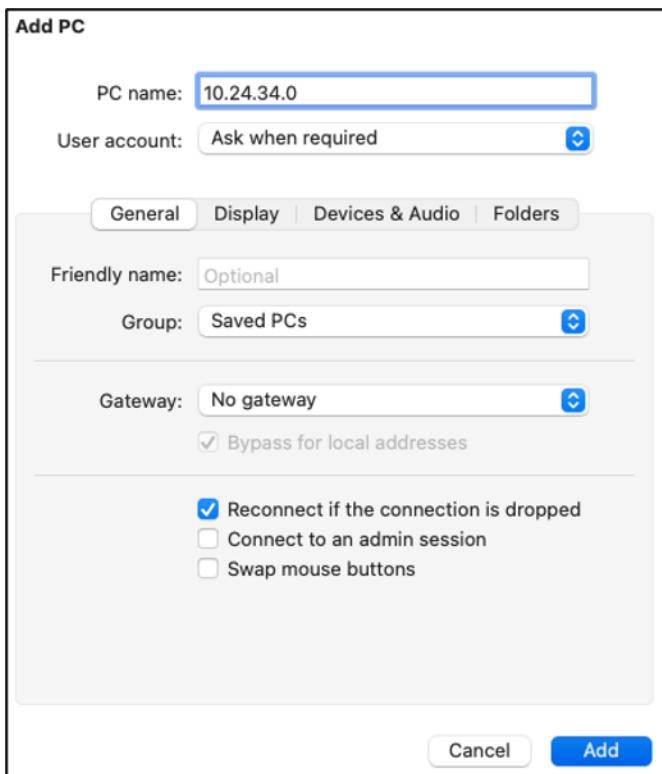 Add PC
PC name: 10.24.34.0
User account: Ask when required
General Display Devices & Audio Folders
Friendly name: Optional
Group: Saved PCs
Gateway: No gateway
Bypass for local addresses
Reconnect if the connection is dropped
Connect to an admin session
Swap mouse buttons
Cancel Add